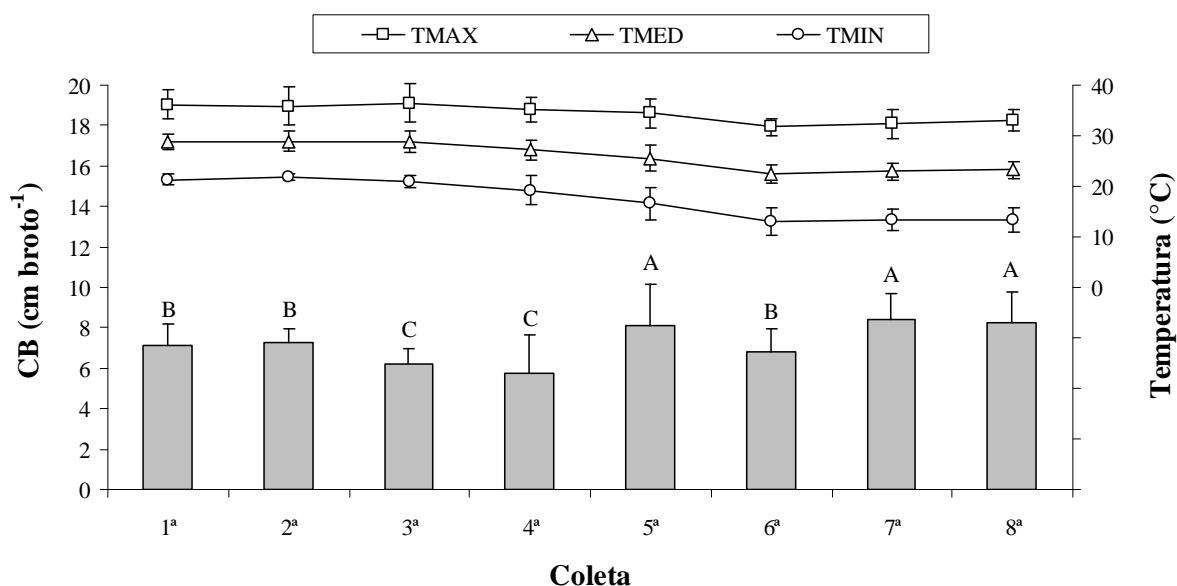 TMAX TMED TMIN
CB (cm broto⁻¹)
20
18
16
14
12
10
8
6
4
2
0
B B C C A B A A
40
30
20
10
0
Temperatura (°C)
1ª 2ª 3ª 4ª 5ª 6ª 7ª 8ª
Coleta